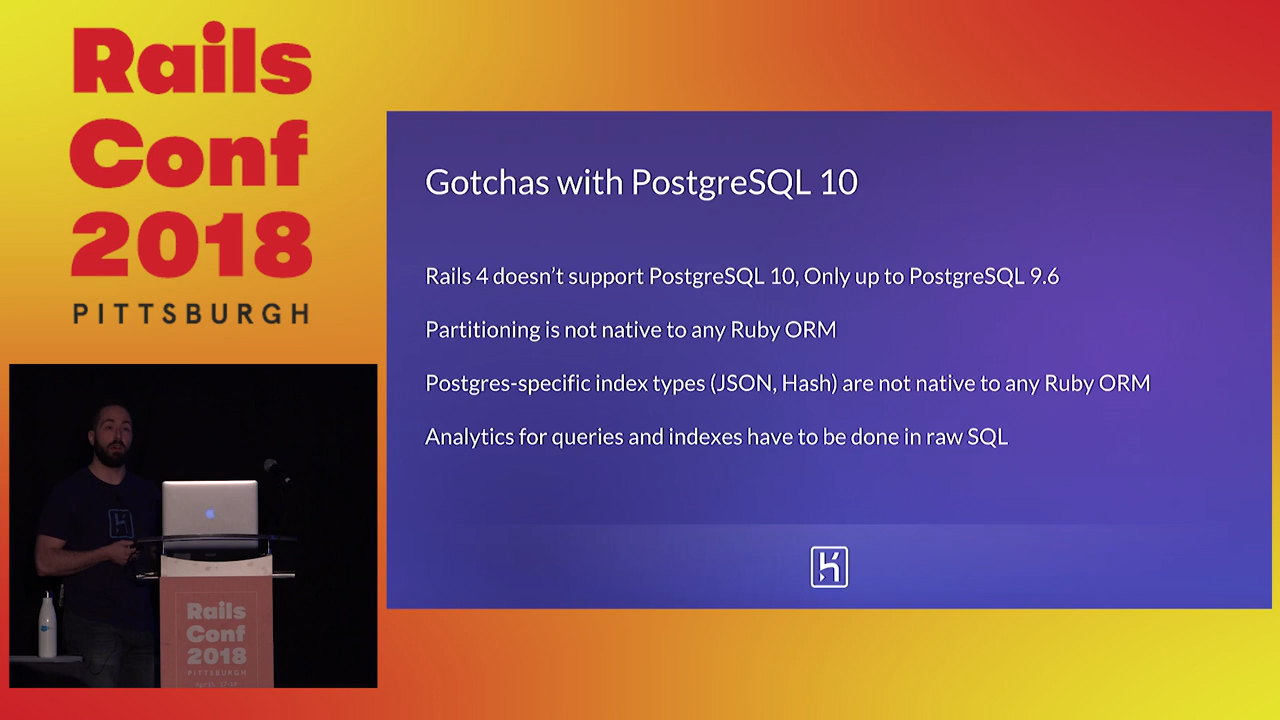 Rails
Conf
2018
PITTSBURGH
Gotchas with PostgreSQL 10
Rails 4 doesn't support PostgreSQL 10, Only up to PostgreSQL 9.6
Partitioning is not native to any Ruby ORM
Postgres-specific index types (JSON, Hash) are not native to any Ruby ORM
Analytics for queries and indexes have to be done in raw SQL
Rails
Conf
2018
PITTSBURGH